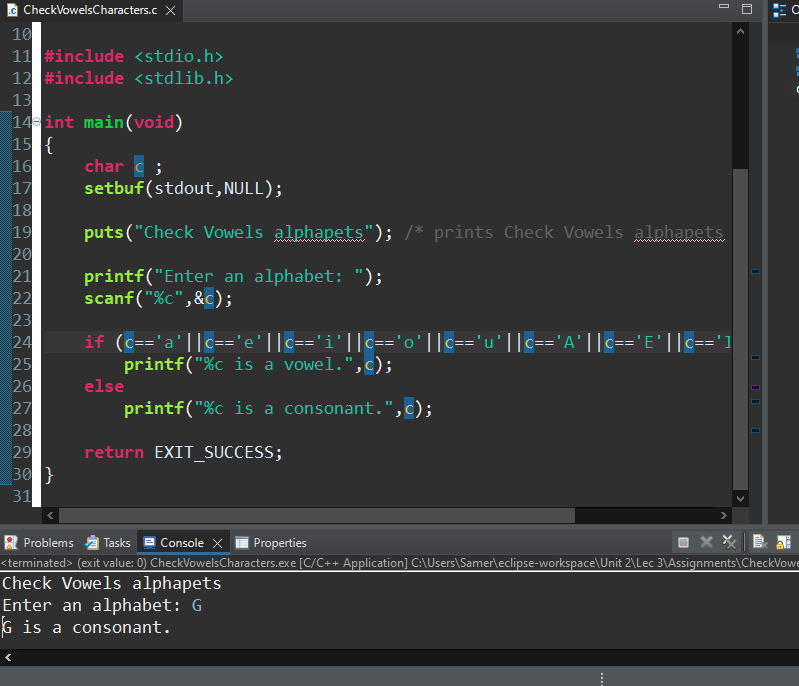 CheckVowelsCharacters.c
10
11 #include <stdio.h>
12 #include <stdlib.h>
13
14 int main(void)
15 {
16     char c ;
17     setbuf(stdout,NULL);
18
19     puts("Check Vowels alphapets"); /* prints Check Vowels alphapets
20
21     printf("Enter an alphabet: ");
22     scanf("%c",&c);
23
24     if (c=='a'||c=='e'||c=='i'||c=='o'||c=='u'||c=='A'||c=='E'||c=='I
25         printf("%c is a vowel.",c);
26     else
27         printf("%c is a consonant.",c);
28
29     return EXIT_SUCCESS;
30 }
31
Problems Tasks Console Properties
<terminated> (exit value: 0) CheckVowelsCharacters.exe [C/C++ Application] C:\Users\Samer\eclipse-workspace\Unit 2\Lec 3\Assignments\CheckVowe
Check Vowels alphapets
Enter an alphabet: G
G is a consonant.